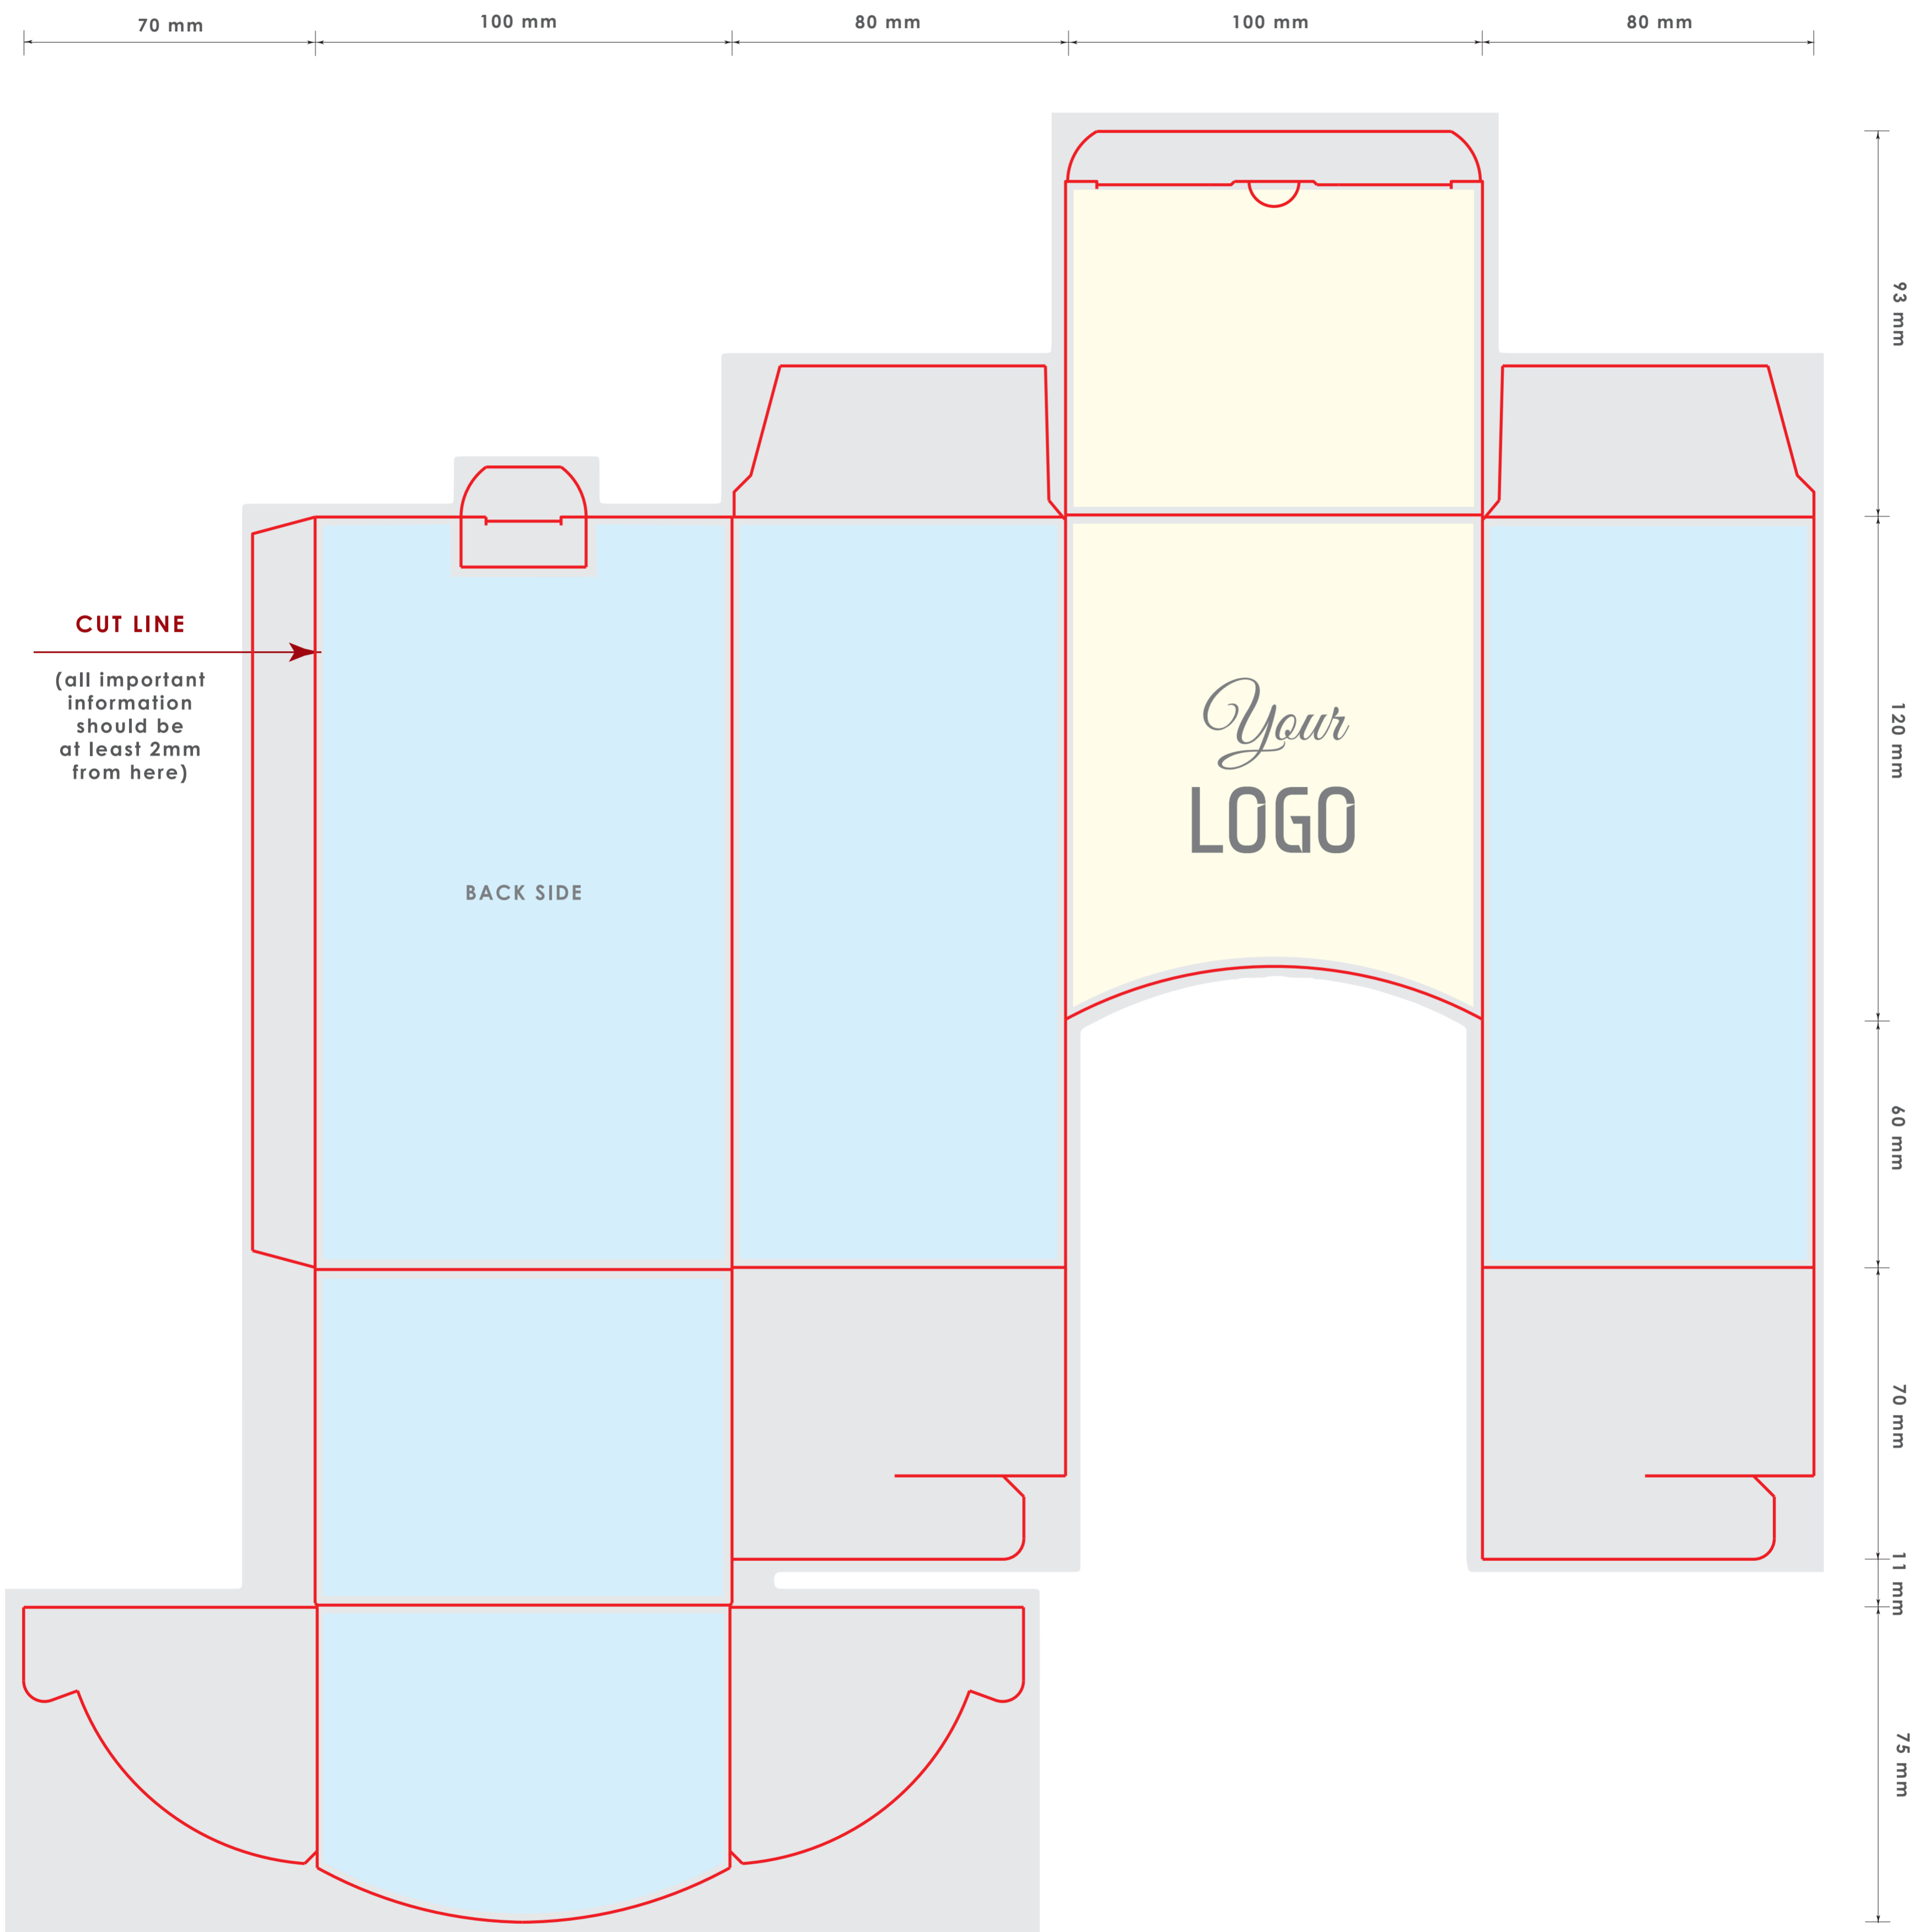 70 mm
100 mm
80 mm
100 mm
80 mm
93 mm
CUT LINE
(all important
information
should be
at least 2mm
from here)
Your
LOGO
120 mm
BACK SIDE
60 mm
70 mm
11 mm
75 mm